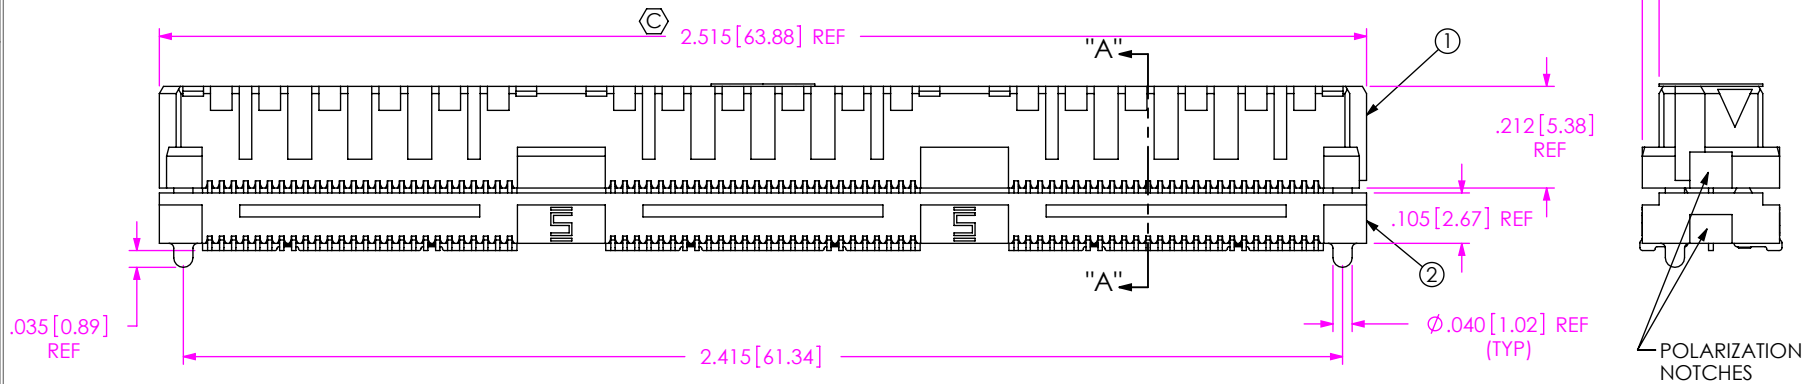 C
2.515[63.88] REF
"A"
1
.212[5.38]
REF
.105[2.67] REF
"A"
2
.035[0.89]
REF
2.415[61.34]
Ø.040[1.02] REF
(TYP)
POLARIZATION
NOTCHES